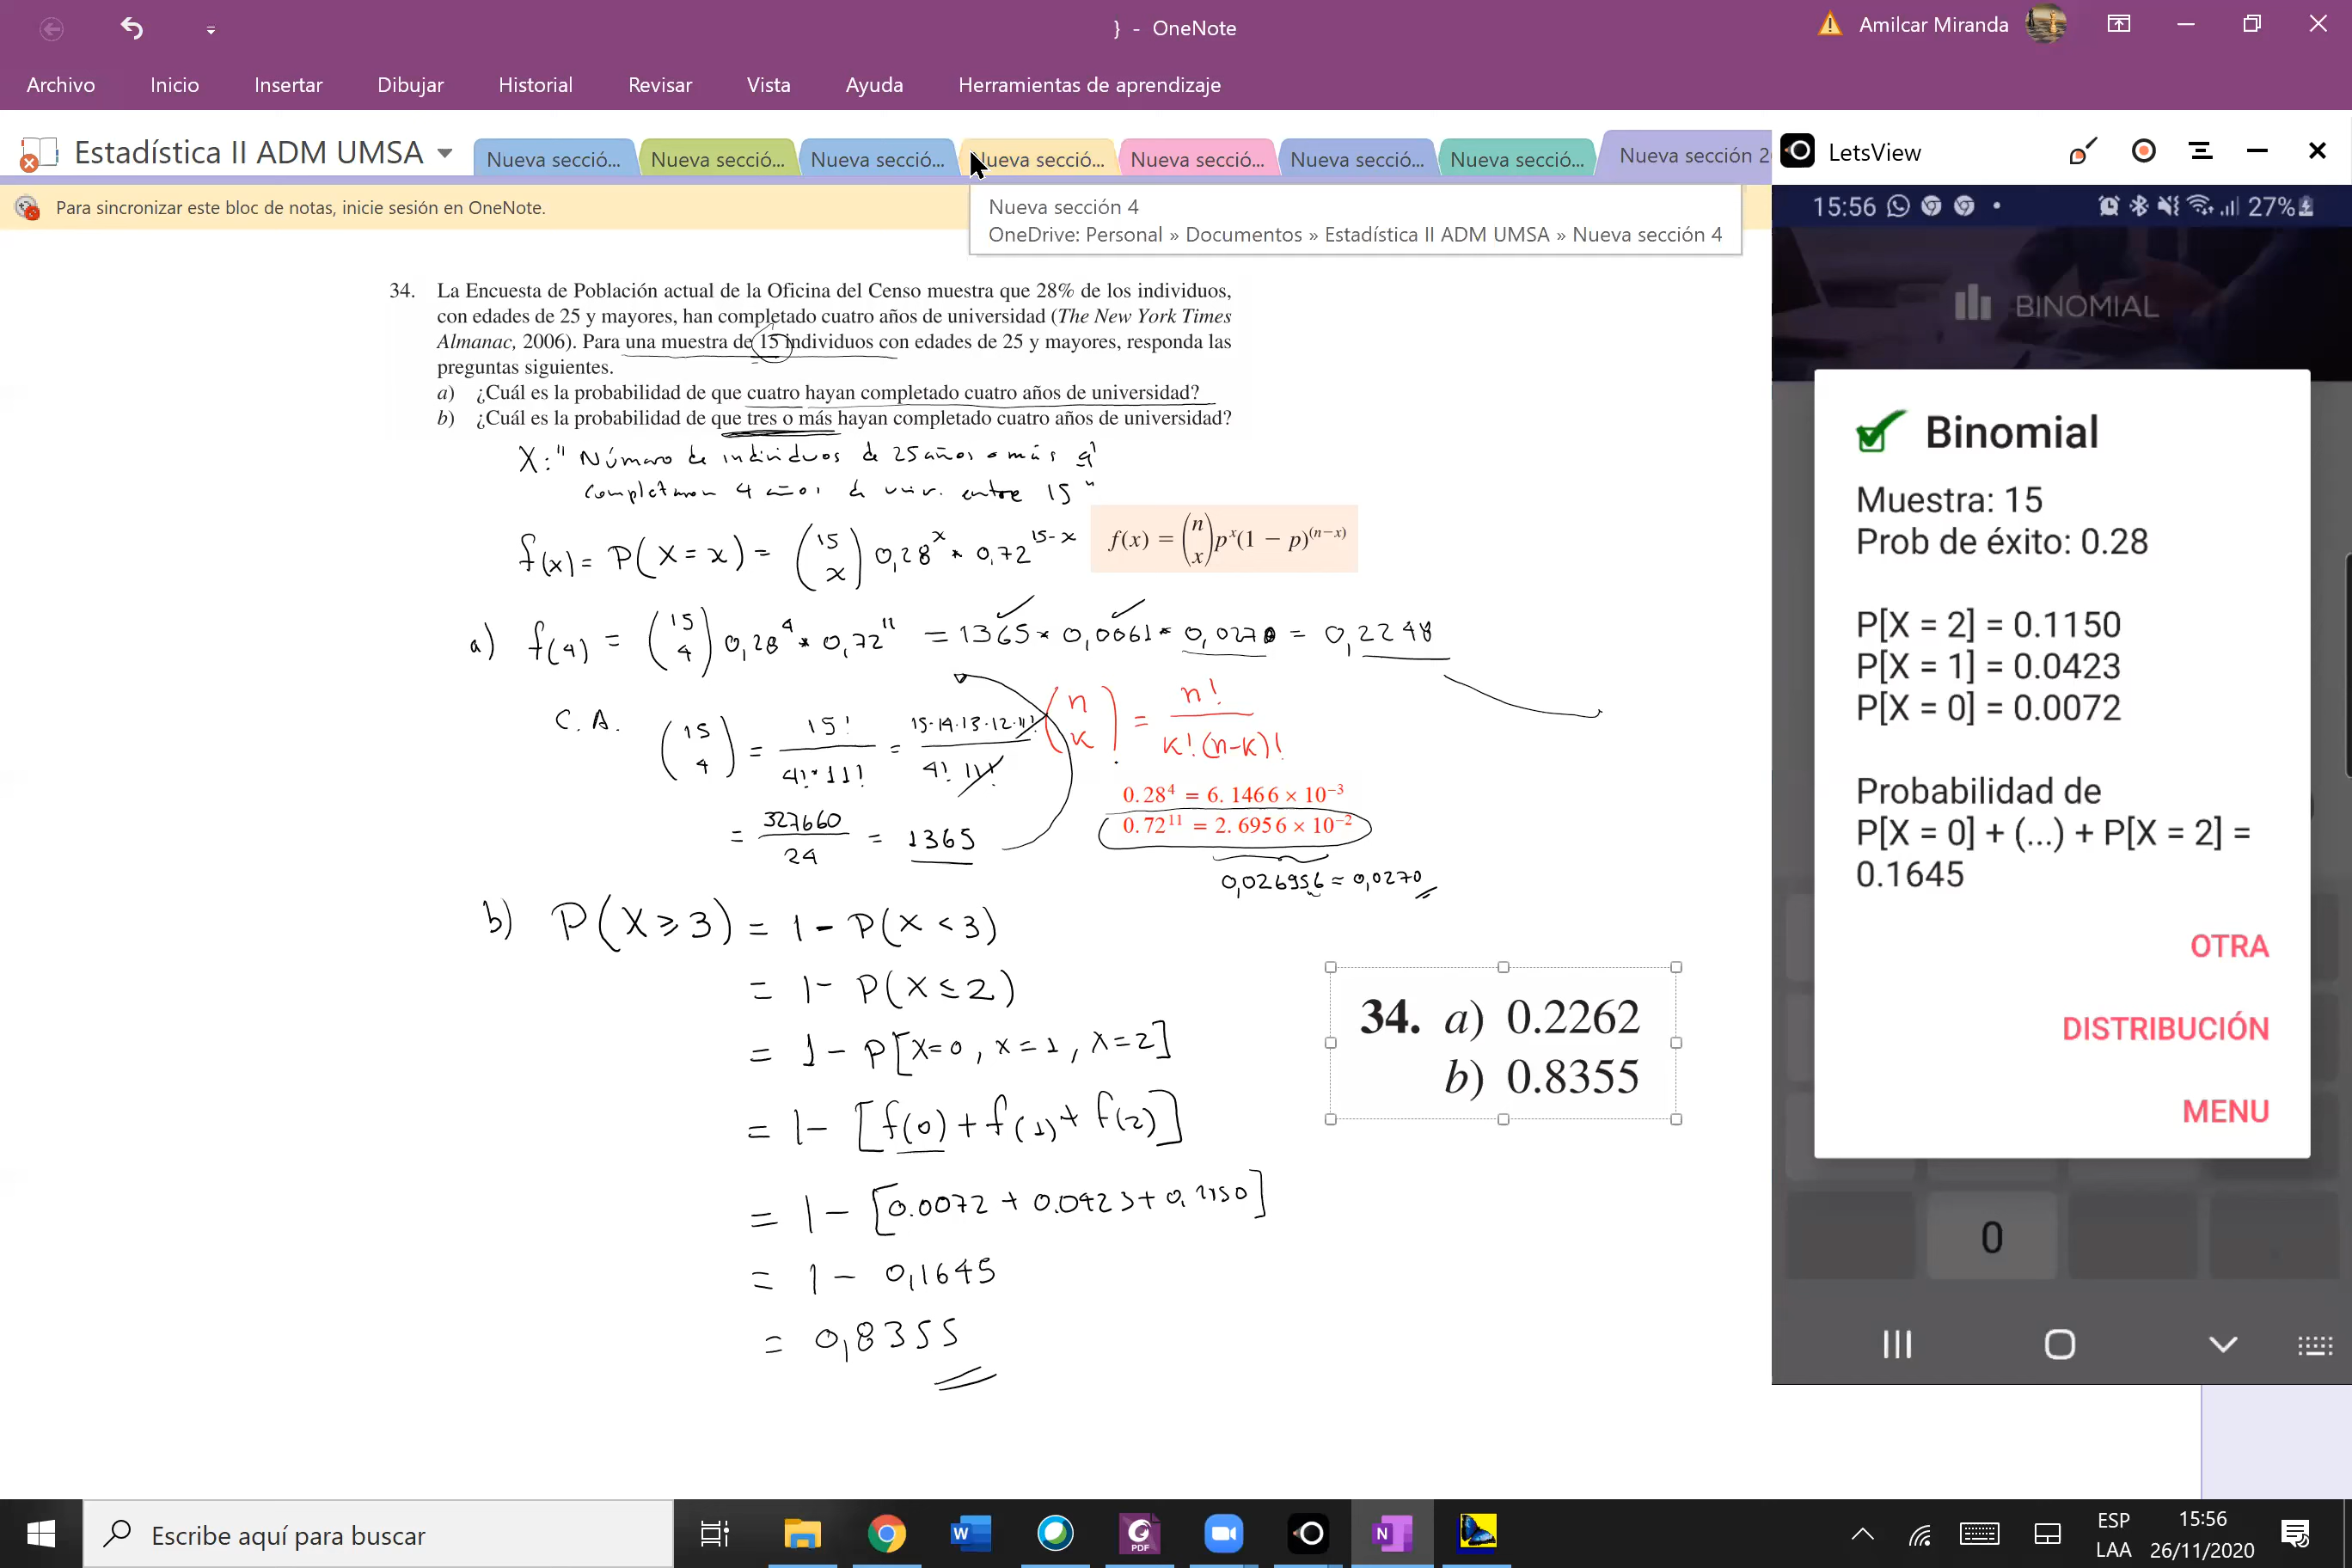 } - OneNote
Amilcar Miranda
Archivo Inicio Insertar Dibujar Historial Revisar Vista Ayuda Herramientas de aprendizaje
Estadística II ADM UMSA
Nueva secció... Nueva secció... Nueva secció... Nueva secció... Nueva secció... Nueva secció... Nueva secció... Nueva sección 2
Para sincronizar este bloc de notas, inicie sesión en OneNote.
Nueva sección 4
OneDrive: Personal » Documentos » Estadística II ADM UMSA » Nueva sección 4
34. La Encuesta de Población actual de la Oficina del Censo muestra que 28% de los individuos,
con edades de 25 y mayores, han completado cuatro años de universidad (The New York Times
Almanac, 2006). Para una muestra de 15 individuos con edades de 25 y mayores, responda las
preguntas siguientes.
a) ¿Cuál es la probabilidad de que cuatro hayan completado cuatro años de universidad?
b) ¿Cuál es la probabilidad de que tres o más hayan completado cuatro años de universidad?
X: " Número de individuos de 25 años o más q'
completaron 4 años d univ. entre 15 "
f(x) = P(X = x) = (15 x) 0,28^x * 0,72^15-x
f(x) = (n x) p^x (1 − p)^(n−x)
a) f(4) = (15 4) 0,28^4 * 0,72^11 = 1365 * 0,0061 * 0,0270 = 0,2248
C.A. (15 4) = 15! / 4! * 11! = 15·14·13·12·11! / 4! 11!
(n k) = n! / k! (n-k)!
= 327660 / 24 = 1365
0.28^4 = 6.1466 × 10^−3
0.72^11 = 2.6956 × 10^−2
0,026956 ≈ 0,0270
b) P(X ≥ 3) = 1 - P(X < 3)
= 1 - P(X ≤ 2)
= 1 - P[X=0, x=1, X=2]
= 1 - [f(0) + f(1) + f(2)]
= 1 - [0.0072 + 0.0423 + 0,1150]
= 1 - 0,1645
= 0,8355
34. a) 0.2262
b) 0.8355
LetsView
15:56 27%
BINOMIAL
Binomial
Muestra: 15
Prob de éxito: 0.28
P[X = 2] = 0.1150
P[X = 1] = 0.0423
P[X = 0] = 0.0072
Probabilidad de
P[X = 0] + (...) + P[X = 2] =
0.1645
OTRA
DISTRIBUCIÓN
MENU
0
Escribe aquí para buscar
ESP
LAA
15:56
26/11/2020